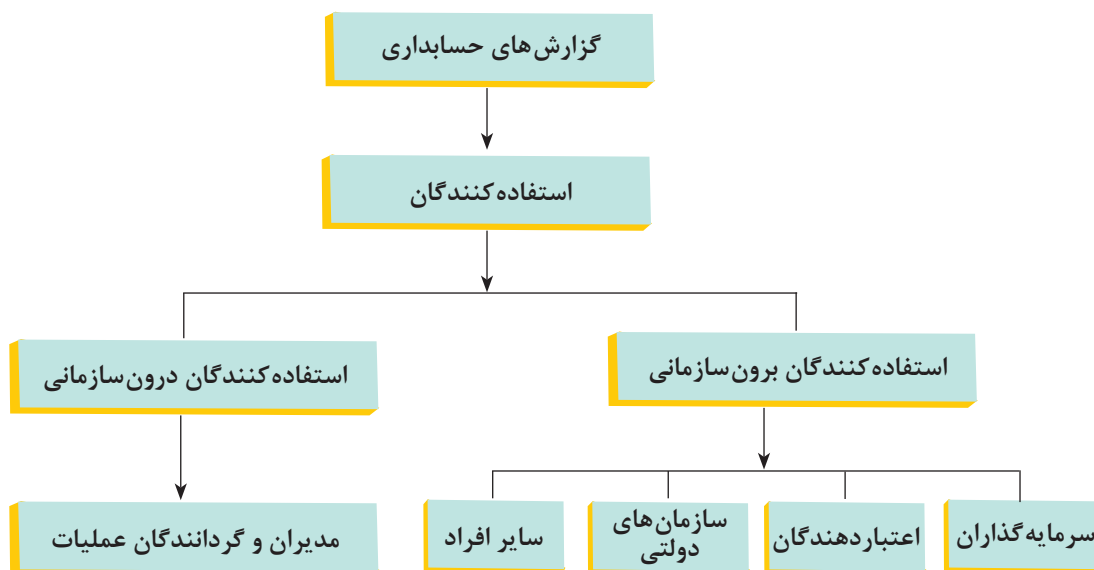 گزارش‌های حسابداری
استفاده‌کنندگان
استفاده‌کنندگان برون‌سازمانی
استفاده‌کنندگان درون‌سازمانی
سرمایه‌گذاران
اعتباردهندگان
سازمان‌های
دولتی
سایر افراد
مدیران و گردانندگان عملیات